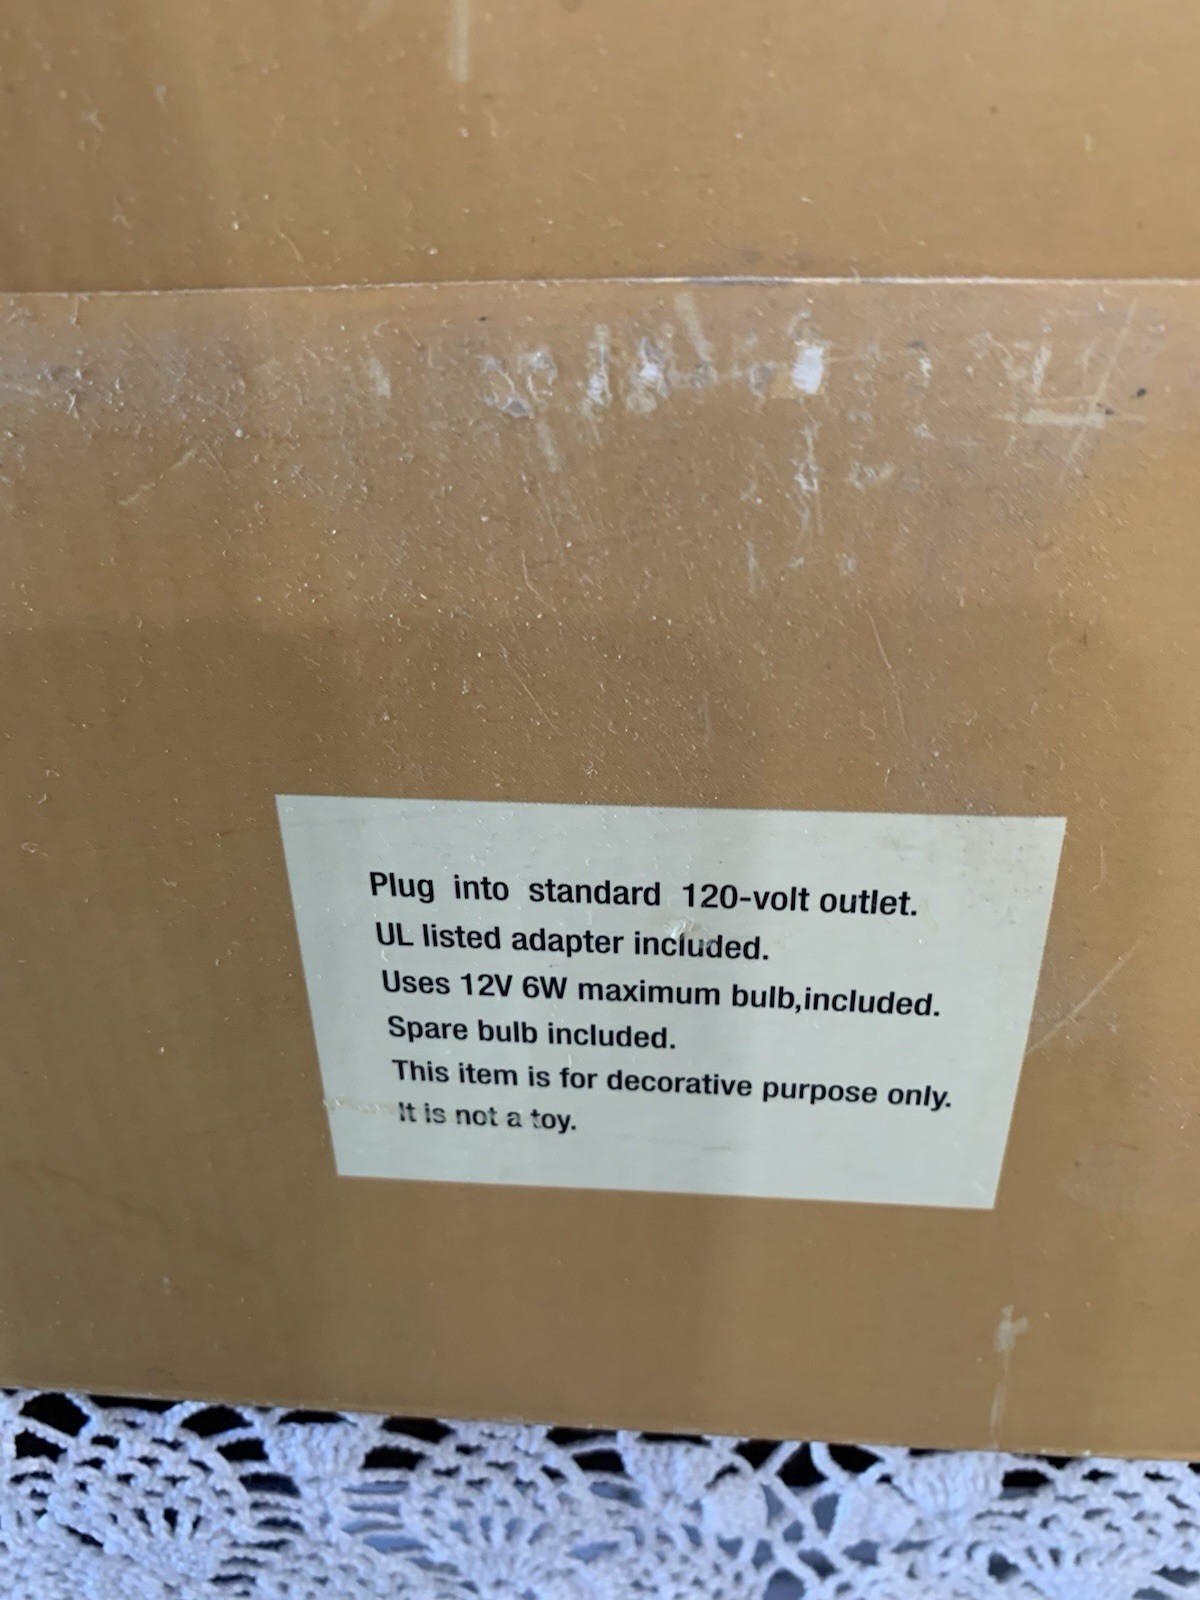 Plug into standard 120-volt outlet.
UL listed adapter included.
Uses 12V 6W maximum bulb,included.
Spare bulb included.
This item is for decorative purpose only.
It is not a toy.